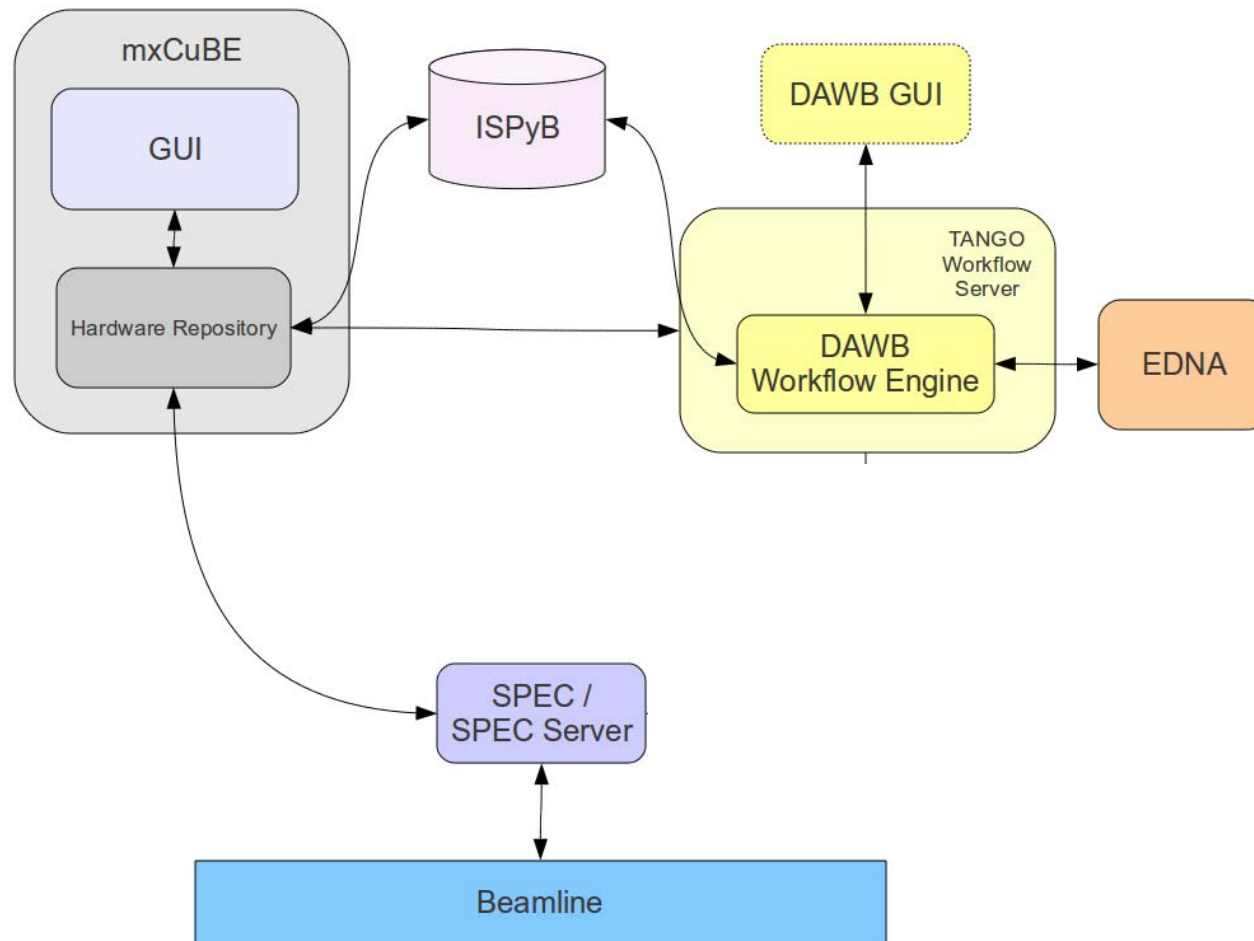 mxCuBE
GUI
Hardware Repository
ISPyB
DAWB GUI
TANGO
Workflow
Server
DAWB
Workflow Engine
EDNA
SPEC /
SPEC Server
Beamline